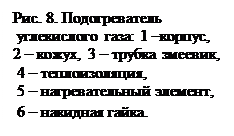 Рис. 8. Подогреватель
углекислого газа: 1 –корпус,
2 – кожух, 3 – трубка змеевик,
4 – теплоизоляция,
5 – нагревательный элемент,
6 – накидная гайка.